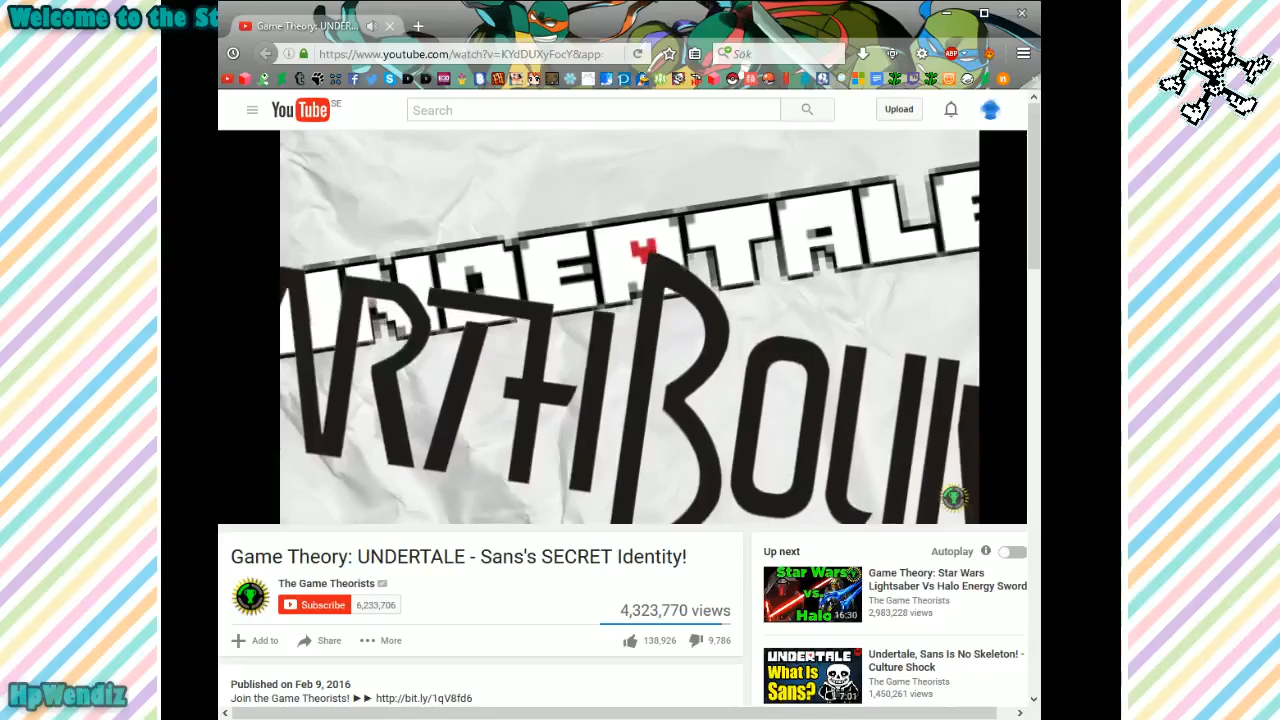 Welcome to the St
Game Theory: UNDER...
https://www.youtube.com/watch?v=KYdDUXyFocY&app=
Sök
ABP
YouTube SE
Search
Upload
UNDERTALE
ARTHBOUN
Game Theory: UNDERTALE - Sans's SECRET Identity!
The Game Theorists
Subscribe 6,233,706
4,323,770 views
Add to Share More
138,926 9,786
Published on Feb 9, 2016
Join the Game Theorists! ►► http://bit.ly/1qV8fd6
Up next
Autoplay
Star Wars
vs.
Halo
16:30
Game Theory: Star Wars
Lightsaber Vs Halo Energy Sword
The Game Theorists
2,983,228 views
UNDERTALE
What Is
Sans?
7:01
Undertale, Sans Is No Skeleton! -
Culture Shock
The Game Theorists
1,450,261 views
HpWendiz